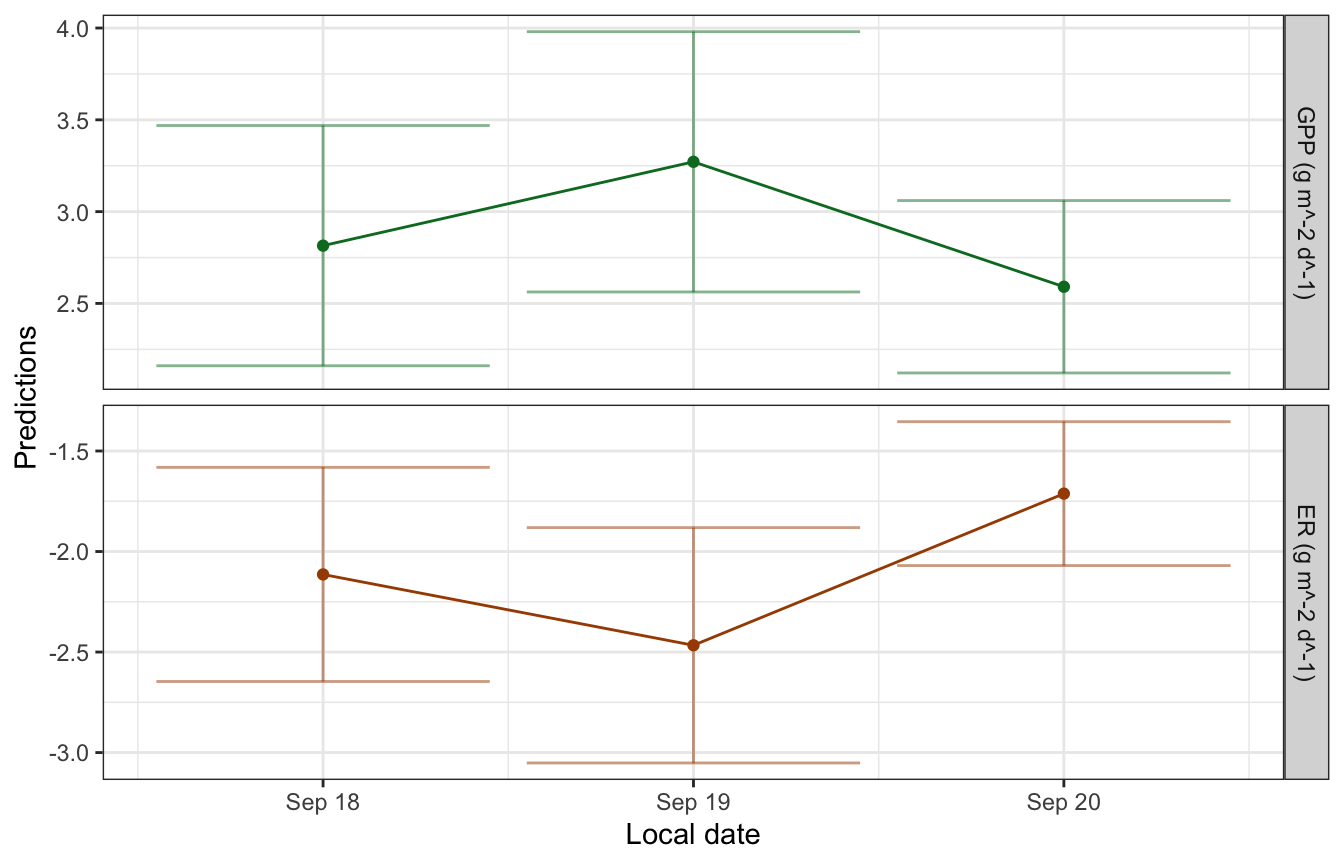 Predictions
4.0
3.5
3.0
2.5
GPP (g m^-2 d^-1)
-1.5
-2.0
-2.5
-3.0
ER (g m^-2 d^-1)
Sep 18
Sep 19
Sep 20
Local date